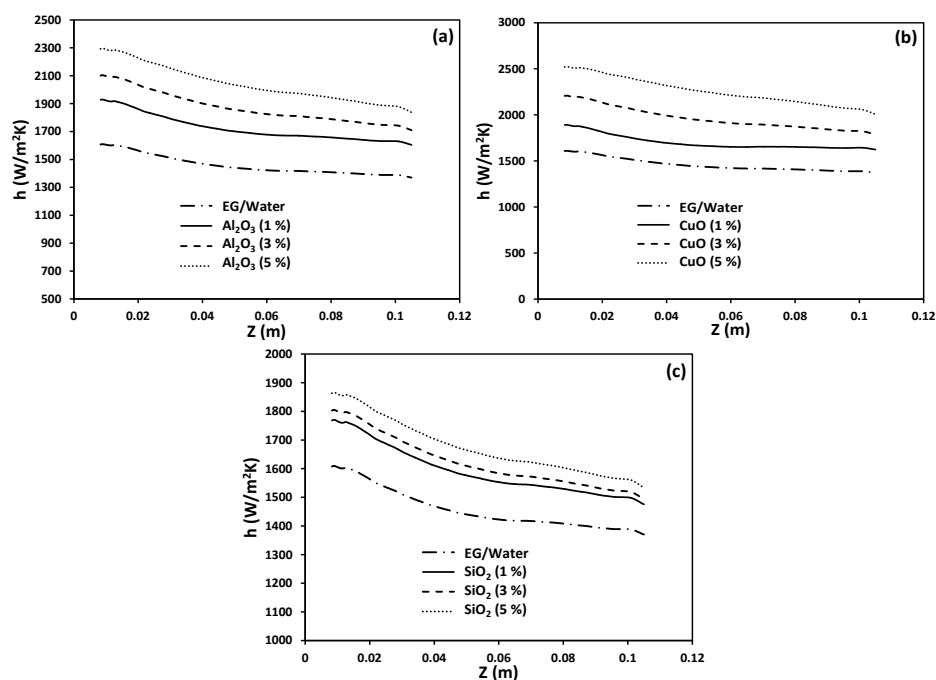 (a)
2500
2300
2100
1900
1700
1500
1300
1100
900
700
500
h (W/m²K)
EG/Water
Al₂O₃ (1 %)
Al₂O₃ (3 %)
Al₂O₃ (5 %)
0 0.02 0.04 0.06 0.08 0.1 0.12
Z (m)
(b)
3000
2500
2000
1500
1000
500
0
h (W/m²K)
EG/Water
CuO (1 %)
CuO (3 %)
CuO (5 %)
0 0.02 0.04 0.06 0.08 0.1 0.12
Z (m)
(c)
2000
1900
1800
1700
1600
1500
1400
1300
1200
1100
1000
h (W/m²K)
EG/Water
SiO₂ (1 %)
SiO₂ (3 %)
SiO₂ (5 %)
0 0.02 0.04 0.06 0.08 0.1 0.12
Z (m)